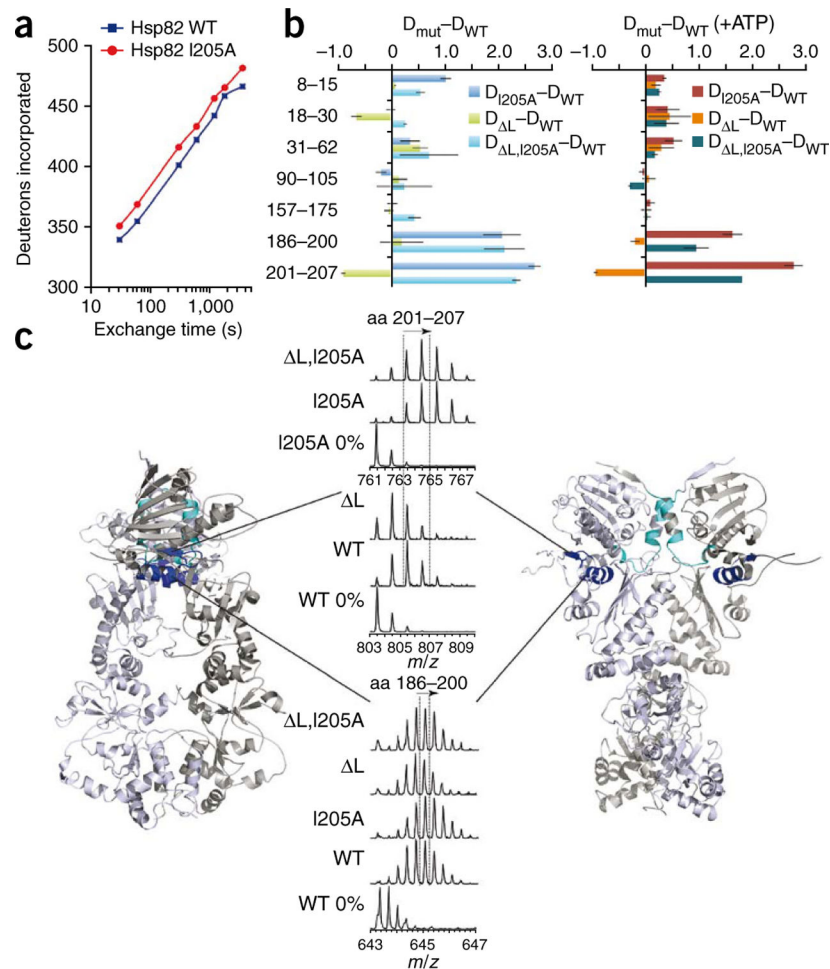 a
Hsp82 WT
Hsp82 I205A
500
450
400
350
300
10
100
1,000
Deuterons incorporated
Exchange time (s)
b
Dmut–DWT
–1.0
0
1.0
2.0
3.0
8–15
18–30
31–62
90–105
157–175
186–200
201–207
DI205A–DWT
DΔL–DWT
DΔL,I205A–DWT
Dmut–DWT (+ATP)
–1.0
0
1.0
2.0
3.0
DI205A–DWT
DΔL–DWT
DΔL,I205A–DWT
c
aa 201–207
ΔL,I205A
I205A
I205A 0%
761 763 765 767
ΔL
WT
WT 0%
803 805 807 809
m/z
aa 186–200
ΔL,I205A
ΔL
I205A
WT
WT 0%
643 645 647
m/z